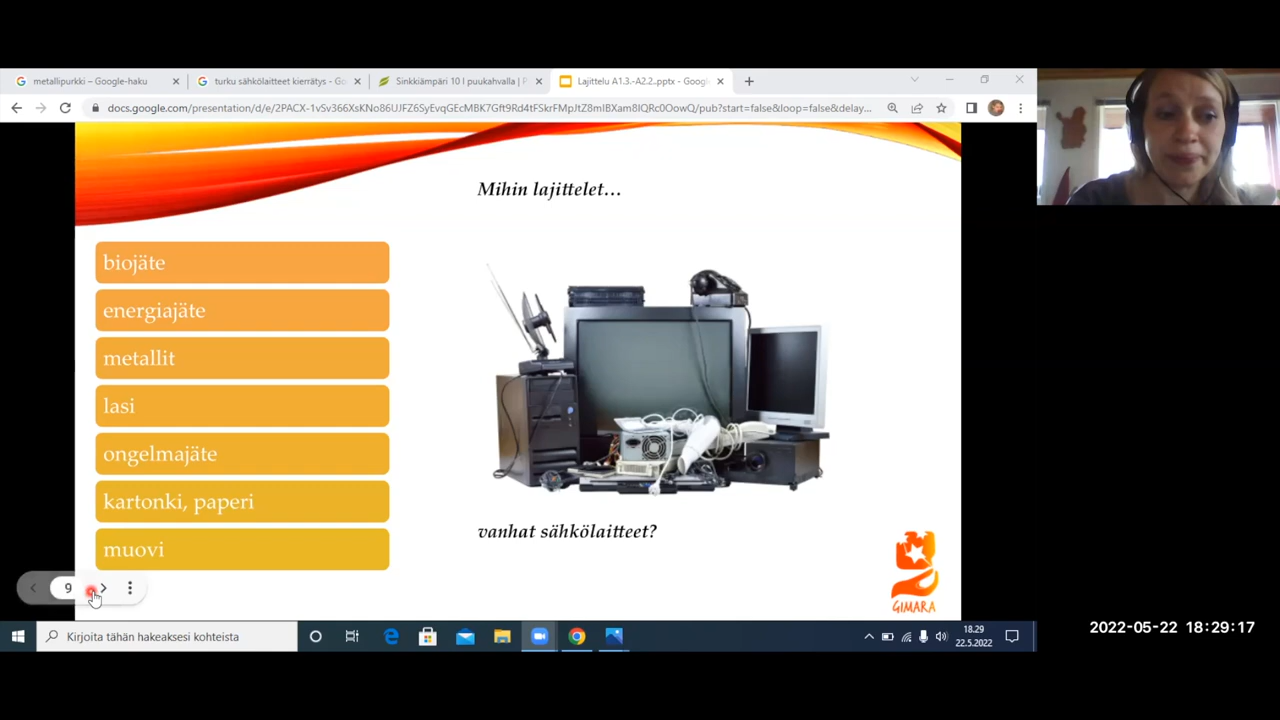 metallipurkki – Google-haku
turku sähkölaitteet kierrätys - Go
Sinkkiämpäri 10 l puukahvalla | P
Lajittelu A1.3.-A2.2..pptx - Googl
docs.google.com/presentation/d/e/2PACX-1vSv366XsKNo86UJFZ6SyEvqGEcMBK7Gft9Rd4tFSkrFMpJtZ8mIBXam8IQRc0OowQ/pub?start=false&loop=false&delay...
Mihin lajittelet...
biojäte
energiajäte
metallit
lasi
ongelmajäte
kartonki, paperi
muovi
vanhat sähkölaitteet?
GIMARA
9
Kirjoita tähän hakeaksesi kohteista
18.29
22.5.2022
2022-05-22 18:29:17